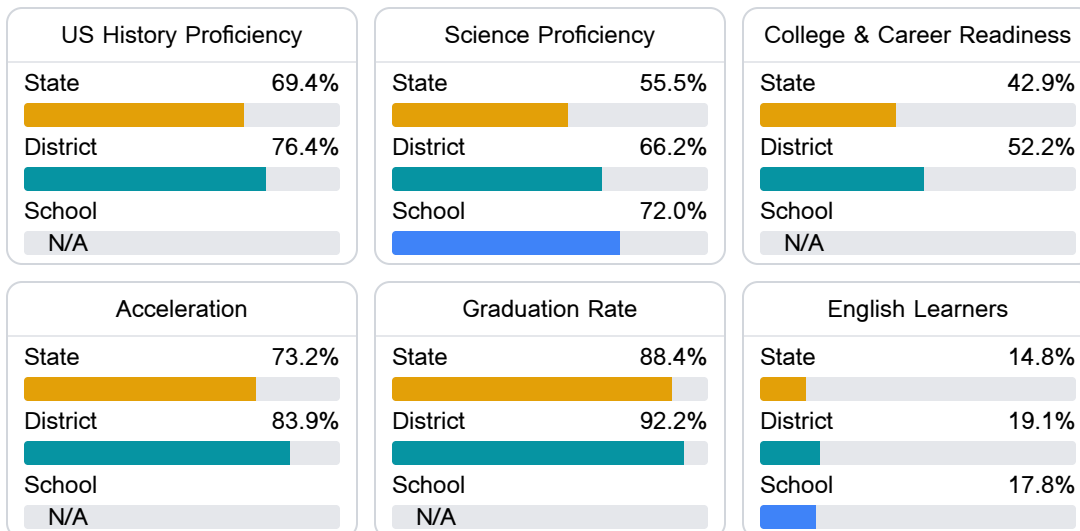 US History Proficiency
State 69.4%
District 76.4%
School
N/A
Science Proficiency
State 55.5%
District 66.2%
School 72.0%
College & Career Readiness
State 42.9%
District 52.2%
School
N/A
Acceleration
State 73.2%
District 83.9%
School
N/A
Graduation Rate
State 88.4%
District 92.2%
School
N/A
English Learners
State 14.8%
District 19.1%
School 17.8%